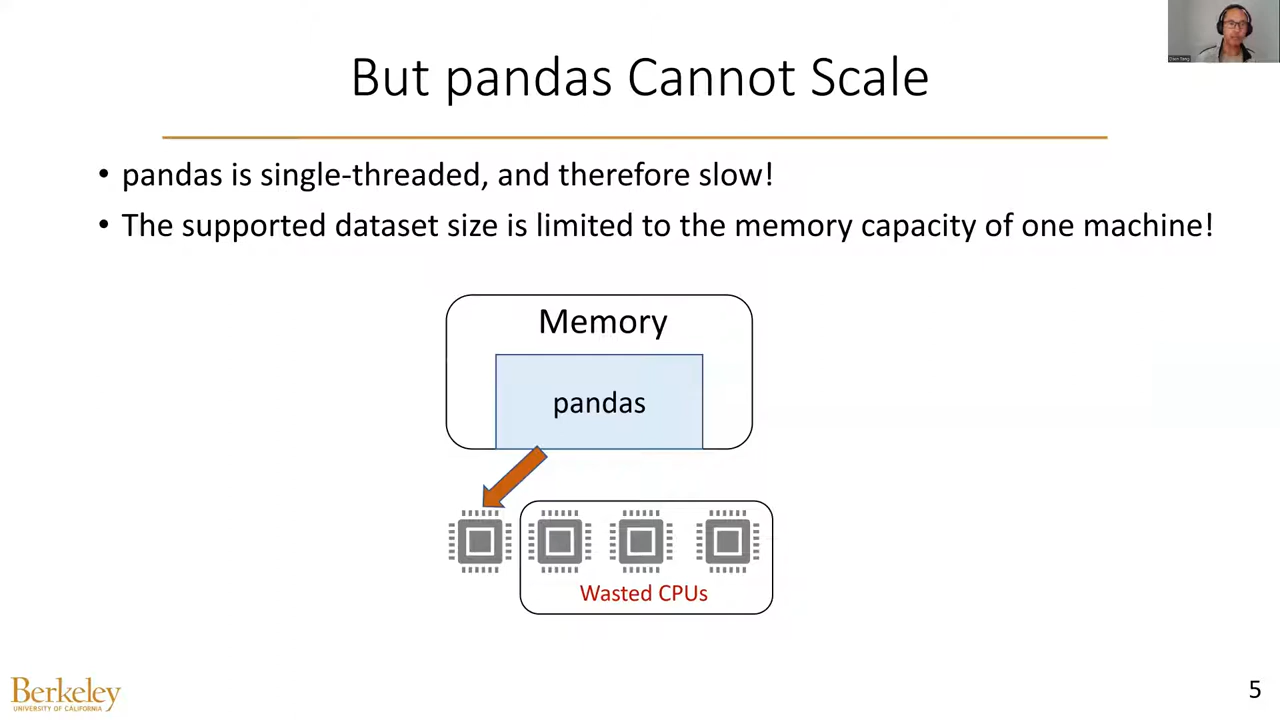 But pandas Cannot Scale
• pandas is single-threaded, and therefore slow!
• The supported dataset size is limited to the memory capacity of one machine!
Memory
pandas
Wasted CPUs
Berkeley
UNIVERSITY OF CALIFORNIA
5